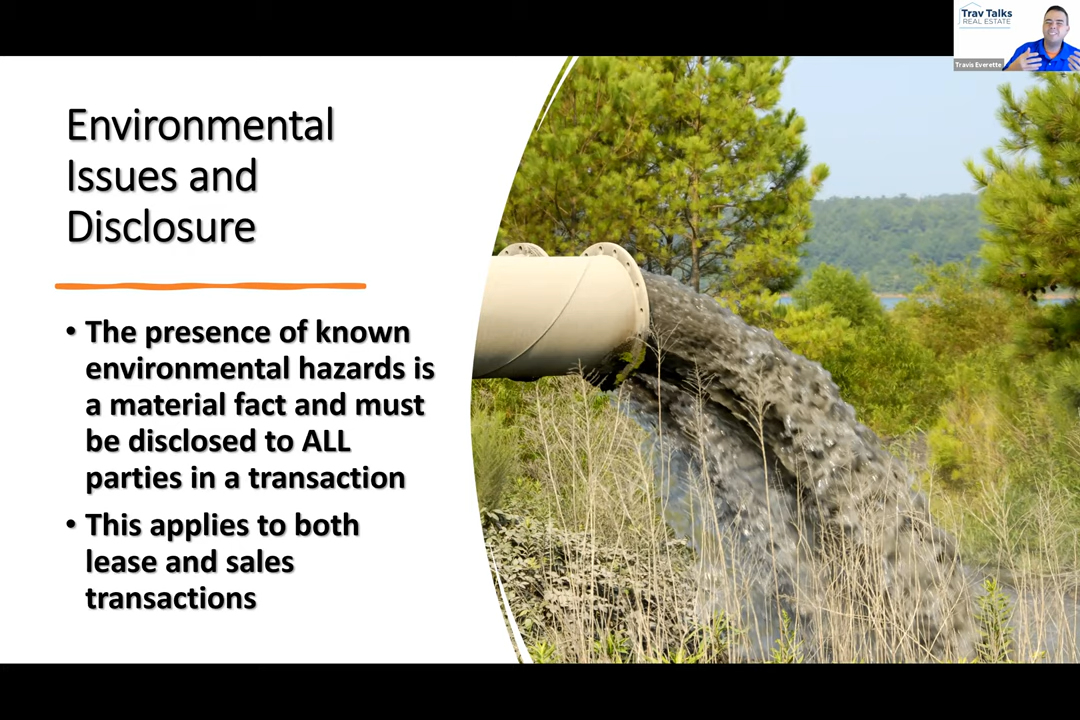 Trav Talks
REAL ESTATE
Travis Everette
Environmental
Issues and
Disclosure
• The presence of known
environmental hazards is
a material fact and must
be disclosed to ALL
parties in a transaction
• This applies to both
lease and sales
transactions